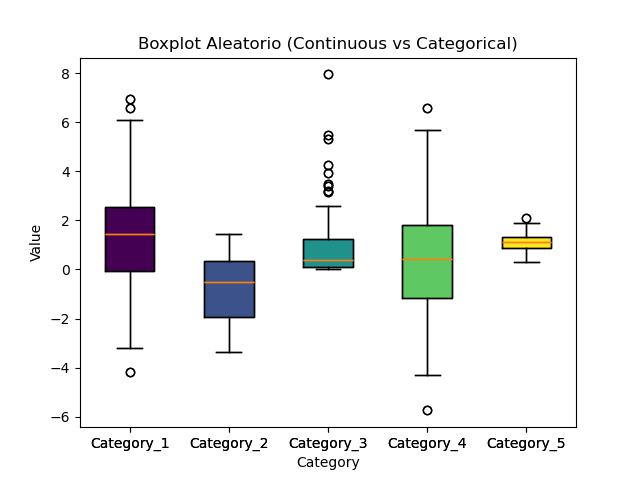 Boxplot Aleatorio (Continuous vs Categorical)
8
6
4
2
0
−2
−4
−6
Value
Category_1 Category_2 Category_3 Category_4 Category_5
Category